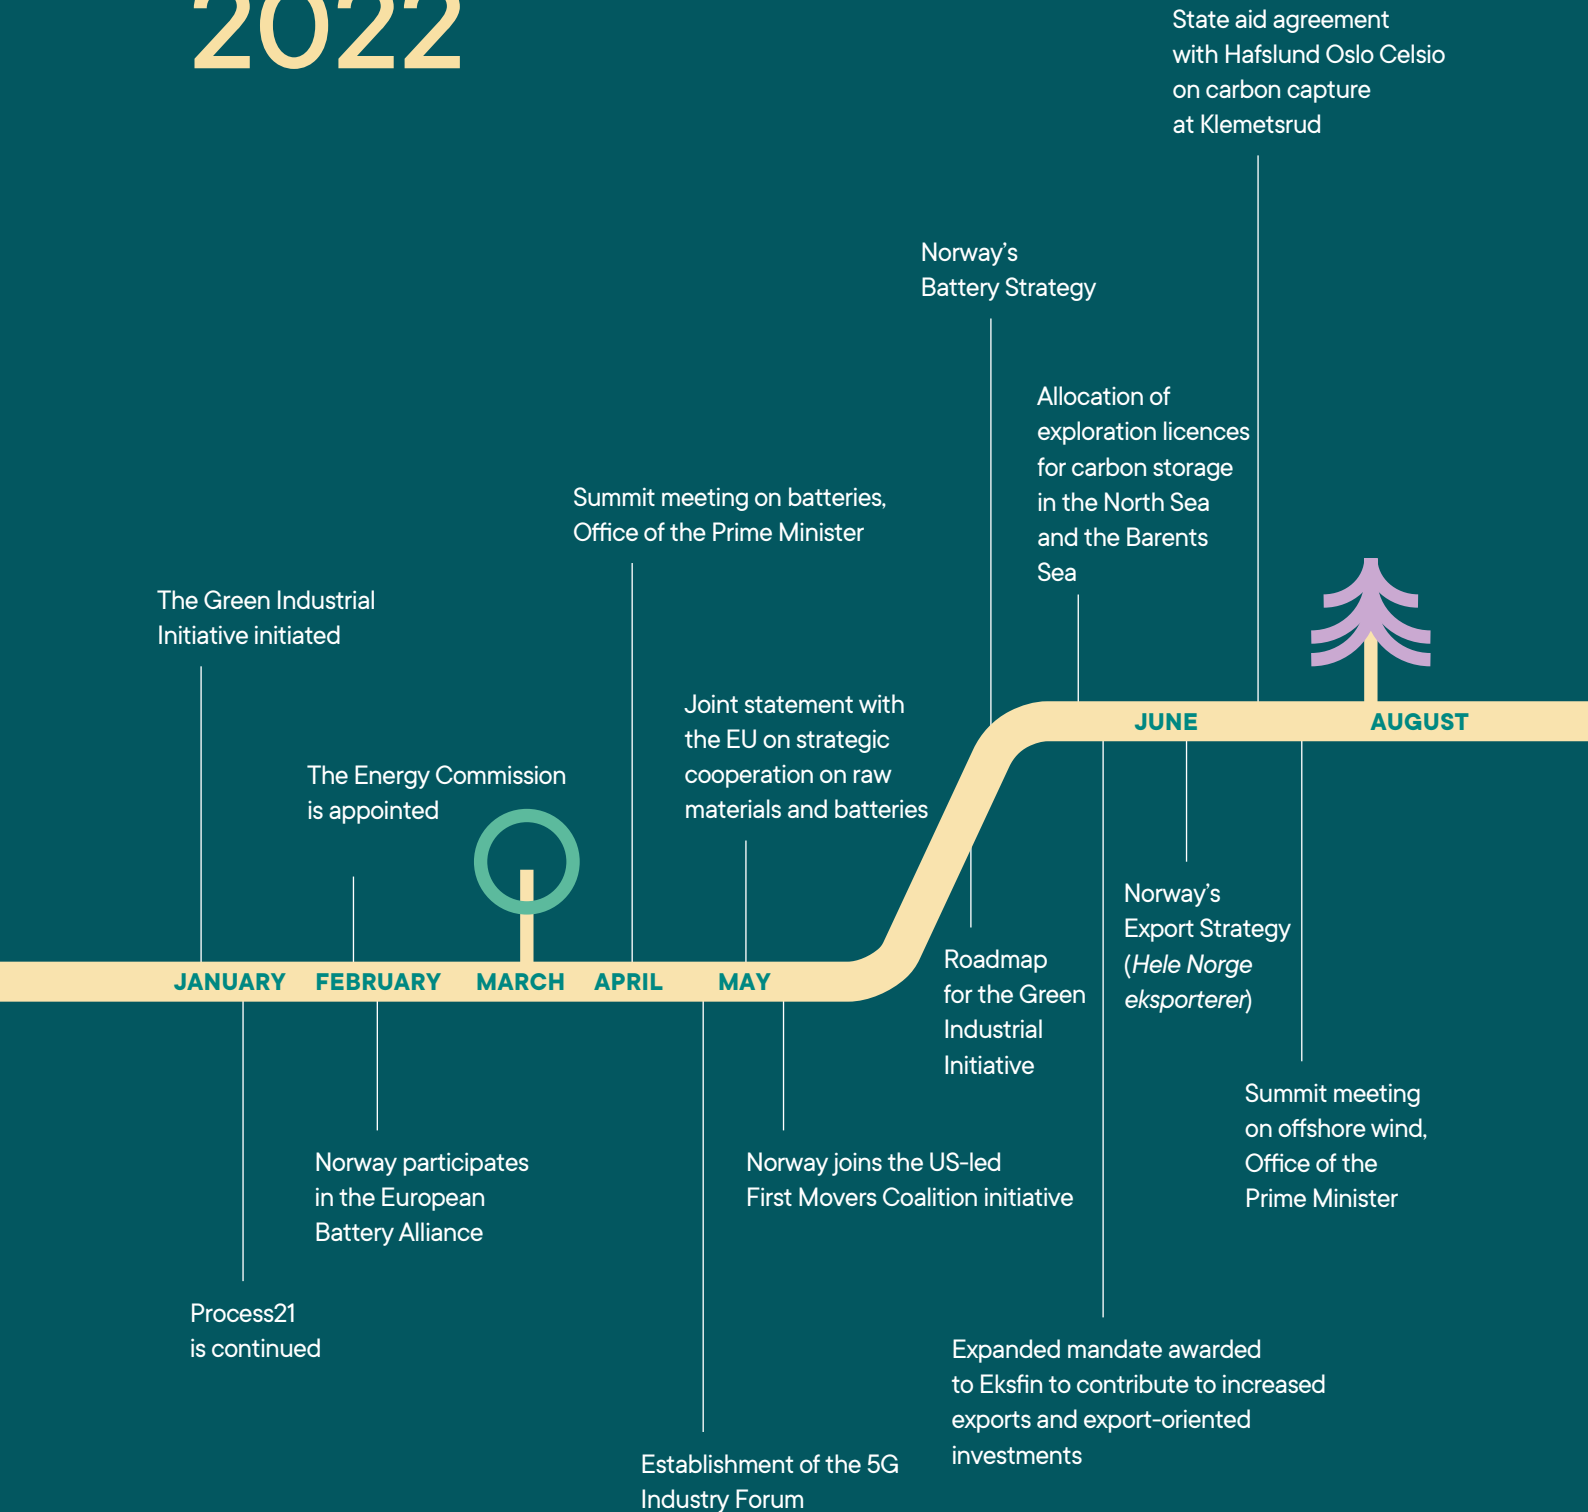 2022
State aid agreement
with Hafslund Oslo Celsio
on carbon capture
at Klemetsrud
Norway’s
Battery Strategy
Allocation of
exploration licences
for carbon storage
in the North Sea
and the Barents
Sea
Summit meeting on batteries,
Office of the Prime Minister
The Green Industrial
Initiative initiated
Joint statement with
the EU on strategic
cooperation on raw
materials and batteries
The Energy Commission
is appointed
JUNE
AUGUST
JANUARY
FEBRUARY
MARCH
APRIL
MAY
Norway’s
Export Strategy
(Hele Norge
eksporterer)
Roadmap
for the Green
Industrial
Initiative
Summit meeting
on offshore wind,
Office of the
Prime Minister
Norway participates
in the European
Battery Alliance
Norway joins the US-led
First Movers Coalition initiative
Process21
is continued
Expanded mandate awarded
to Eksfin to contribute to increased
exports and export-oriented
investments
Establishment of the 5G
Industry Forum